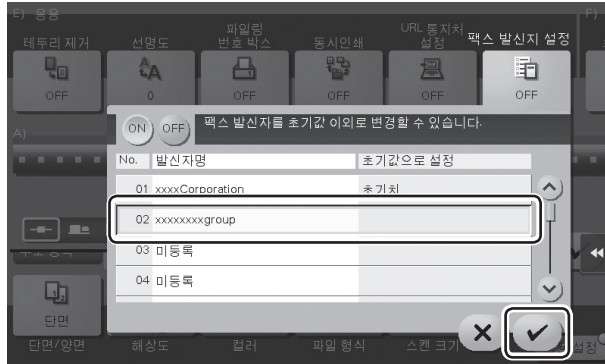 E) 응용
F)
테두리 제거
선명도
파일링
번호 박스
동시인쇄
URL 통지처
설정
팩스 발신지 설정
OFF
0
OFF
OFF
OFF
OFF
A)
ON
OFF
팩스 발신자를 초기값 이외로 변경할 수 있습니다.
No.
발신자명
초기값으로 설정
01 xxxxCorporation
초기치
02 xxxxxxxxgroup
03 미등록
04 미등록
단면
단면/양면
해상도
컬러
파일 형식
스캔 크기
설정